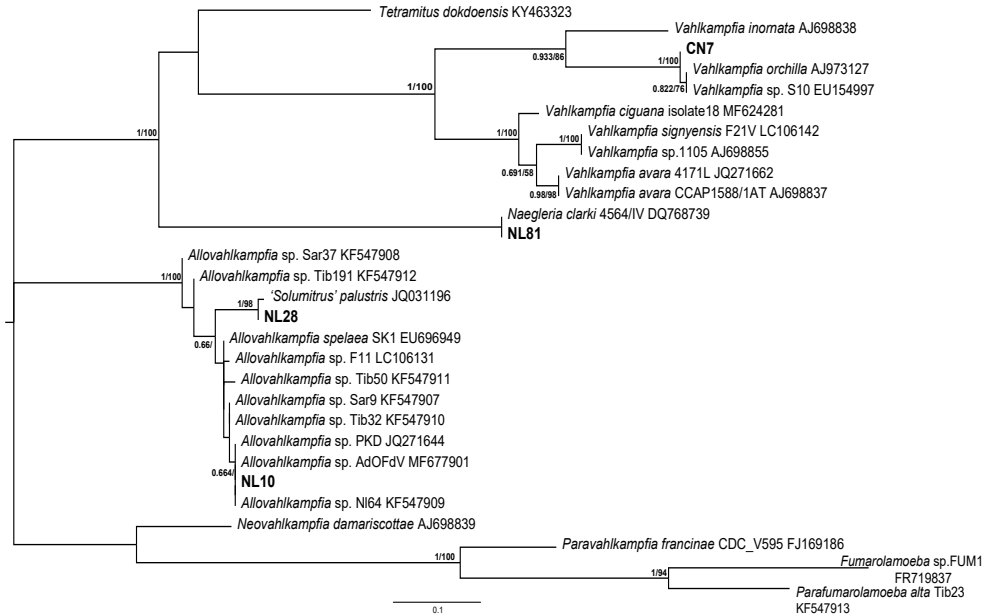 Tetramitus dokdoensis KY463323
Vahlkampfia inornata AJ698838
0.933/86
CN7
1/100
Vahlkampfia orchilla AJ973127
0.822/76
Vahlkampfia sp. S10 EU154997
1/100
Vahlkampfia ciguana isolate18 MF624281
1/100
1/100
Vahlkampfia signyensis F21V LC106142
1/100
Vahlkampfia sp.1105 AJ698855
0.691/58
Vahlkampfia avara 4171L JQ271662
0.98/98
Vahlkampfia avara CCAP1588/1AT AJ698837
Naegleria clarki 4564/IV DQ768739
NL81
Allovahlkampfia sp. Sar37 KF547908
1/100
Allovahlkampfia sp. Tib191 KF547912
'Solumitrus' palustris JQ031196
1/98
NL28
0.66/
Allovahlkampfia spelaea SK1 EU696949
Allovahlkampfia sp. F11 LC106131
Allovahlkampfia sp. Tib50 KF547911
Allovahlkampfia sp. Sar9 KF547907
Allovahlkampfia sp. Tib32 KF547910
Allovahlkampfia sp. PKD JQ271644
Allovahlkampfia sp. AdOFdV MF677901
0.664/
NL10
Allovahlkampfia sp. Nl64 KF547909
Neovahlkampfia damariscottae AJ698839
Paravahlkampfia francinae CDC_V595 FJ169186
1/100
Fumarolamoeba sp.FUM1
FR719837
1/94
Parafumarolamoeba alta Tib23
KF547913
0.1